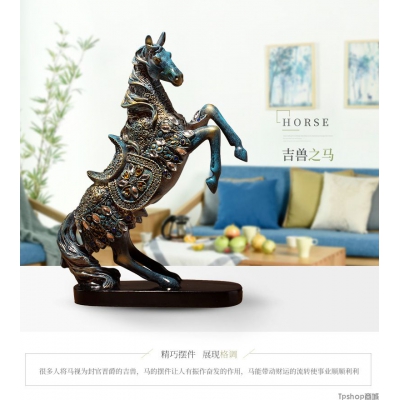 HORSE
吉兽之马
精巧摆件 展现格调
很多人将马视为封官晋爵的吉兽，马的摆件让人有振作奋发的作用，马能带动财运的流转使事业顺顺利利
Tpshop商城